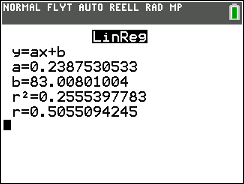 NORMAL FLYT AUTO REELL RAD MP
LinReg
y=ax+b
a=0.2387530533
b=83.00801004
r²=0.2555397783
r=0.5055094245